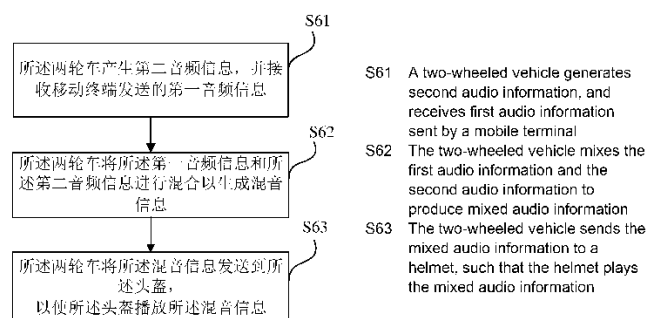 S61
所述两轮车产生第二音频信息，并接
收移动终端发送的第一音频信息
S62
所述两轮车将所述第一音频信息和所
述第二音频信息进行混合以生成混音
信息
S63
所述两轮车将所述混音信息发送到所
述头盔，
以使所述头盔播放所述混音信息
S61 A two-wheeled vehicle generates
second audio information, and
receives first audio information
sent by a mobile terminal
S62 The two-wheeled vehicle mixes the
first audio information and the
second audio information to
produce mixed audio information
S63 The two-wheeled vehicle sends the
mixed audio information to a
helmet, such that the helmet plays
the mixed audio information